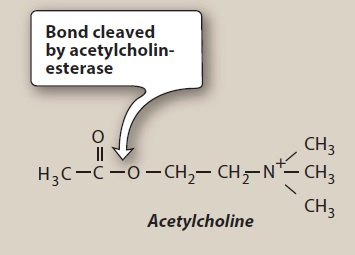 Bond cleaved
by acetylcholin-
esterase
O
CH3
H3C—C—O—CH2—CH2—N+—CH3
CH3
Acetylcholine